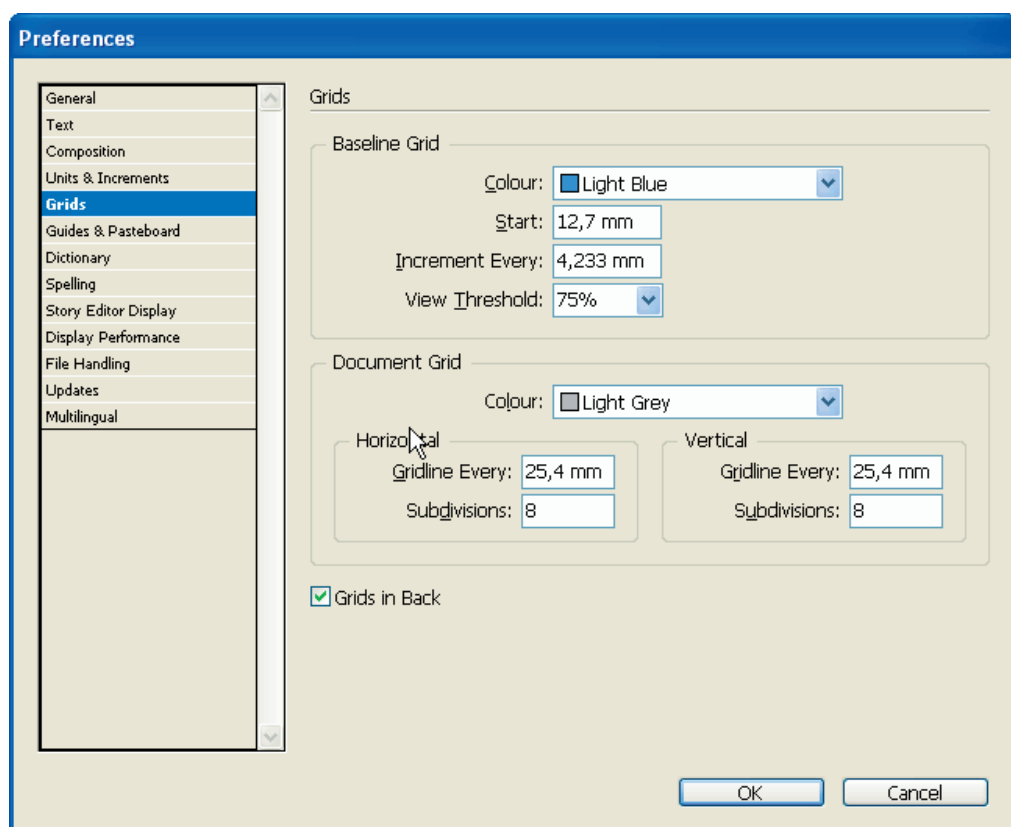 Preferences
General
Text
Composition
Units & Increments
Grids
Guides & Pasteboard
Dictionary
Spelling
Story Editor Display
Display Performance
File Handling
Updates
Multilingual
Grids
Baseline Grid
Colour: Light Blue
Start: 12,7 mm
Increment Every: 4,233 mm
View Threshold: 75%
Document Grid
Colour: Light Grey
Horizontal
Gridline Every: 25,4 mm
Subdivisions: 8
Vertical
Gridline Every: 25,4 mm
Subdivisions: 8
Grids in Back
OK Cancel